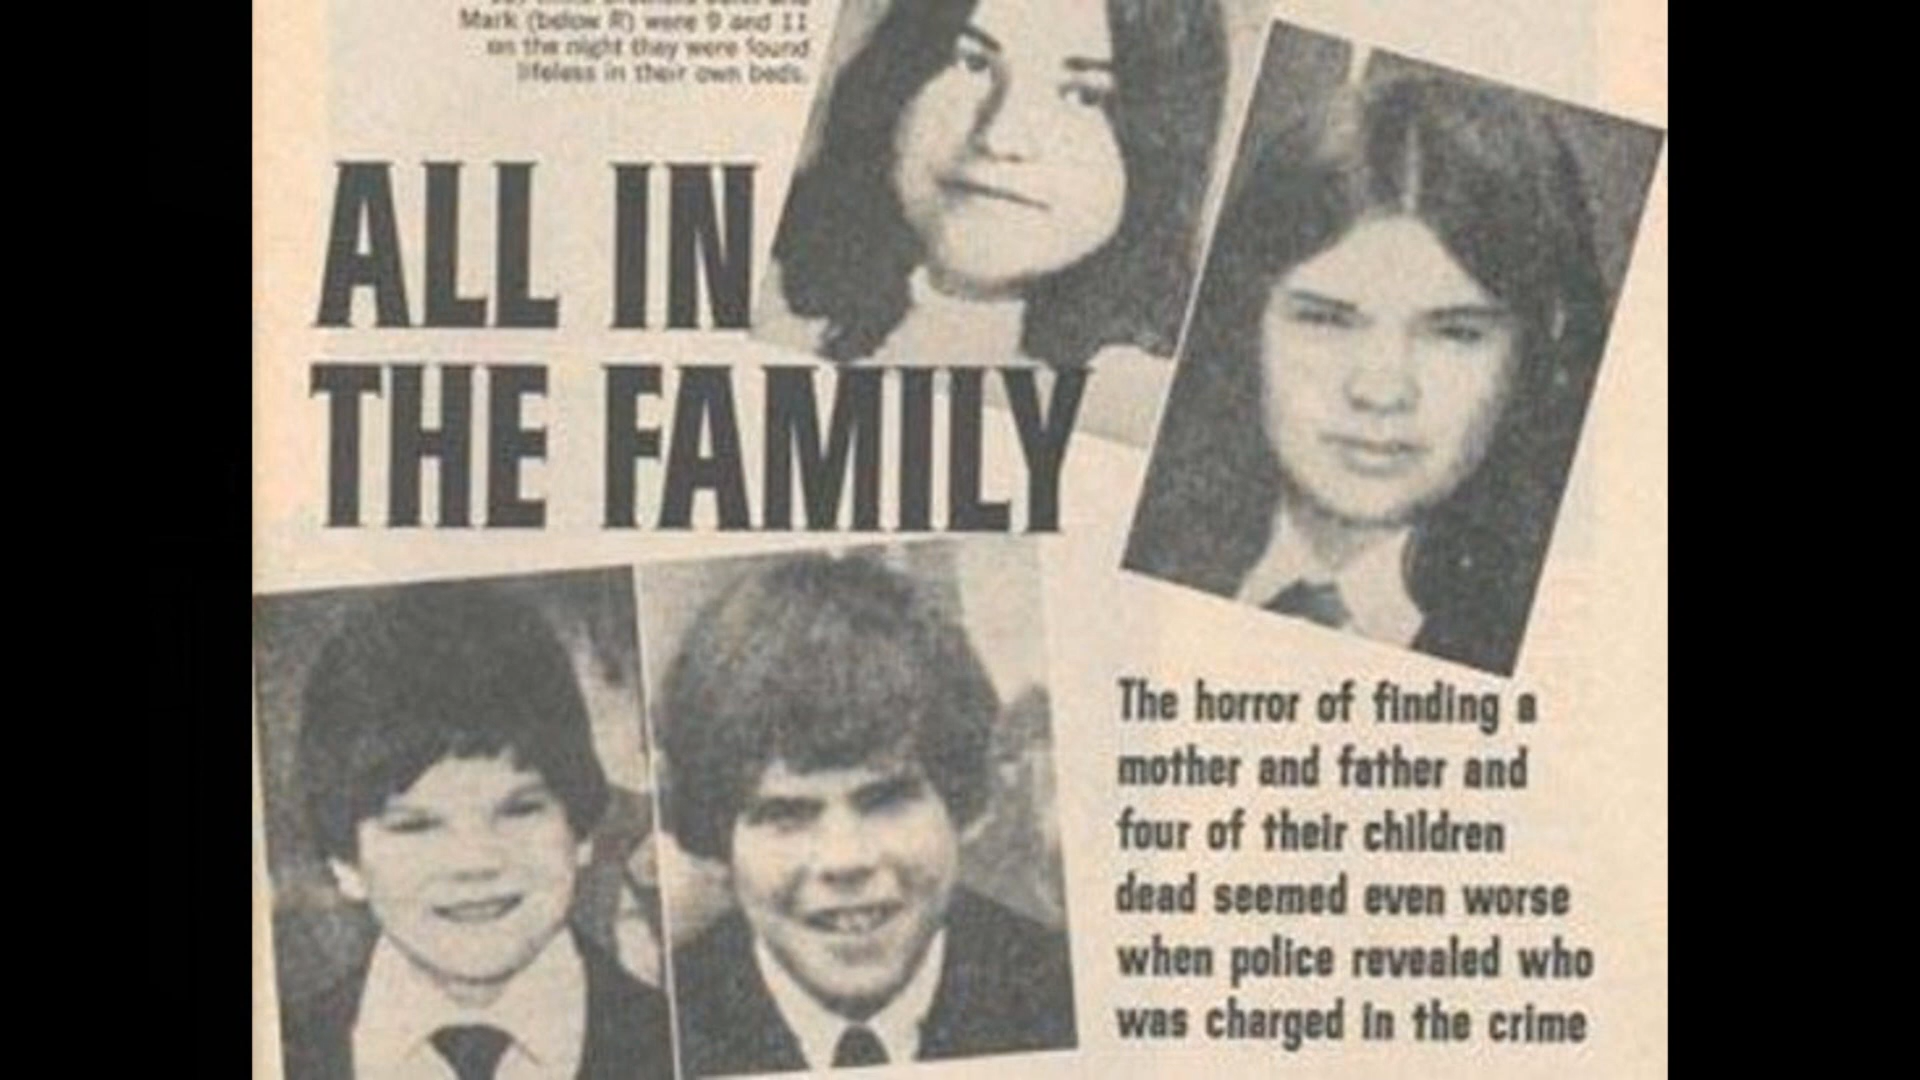 Mark (below R) were 9 and 11
on the night they were found
lifeless in their own beds.
ALL IN
THE FAMILY
The horror of finding a
mother and father and
four of their children
dead seemed even worse
when police revealed who
was charged in the crime